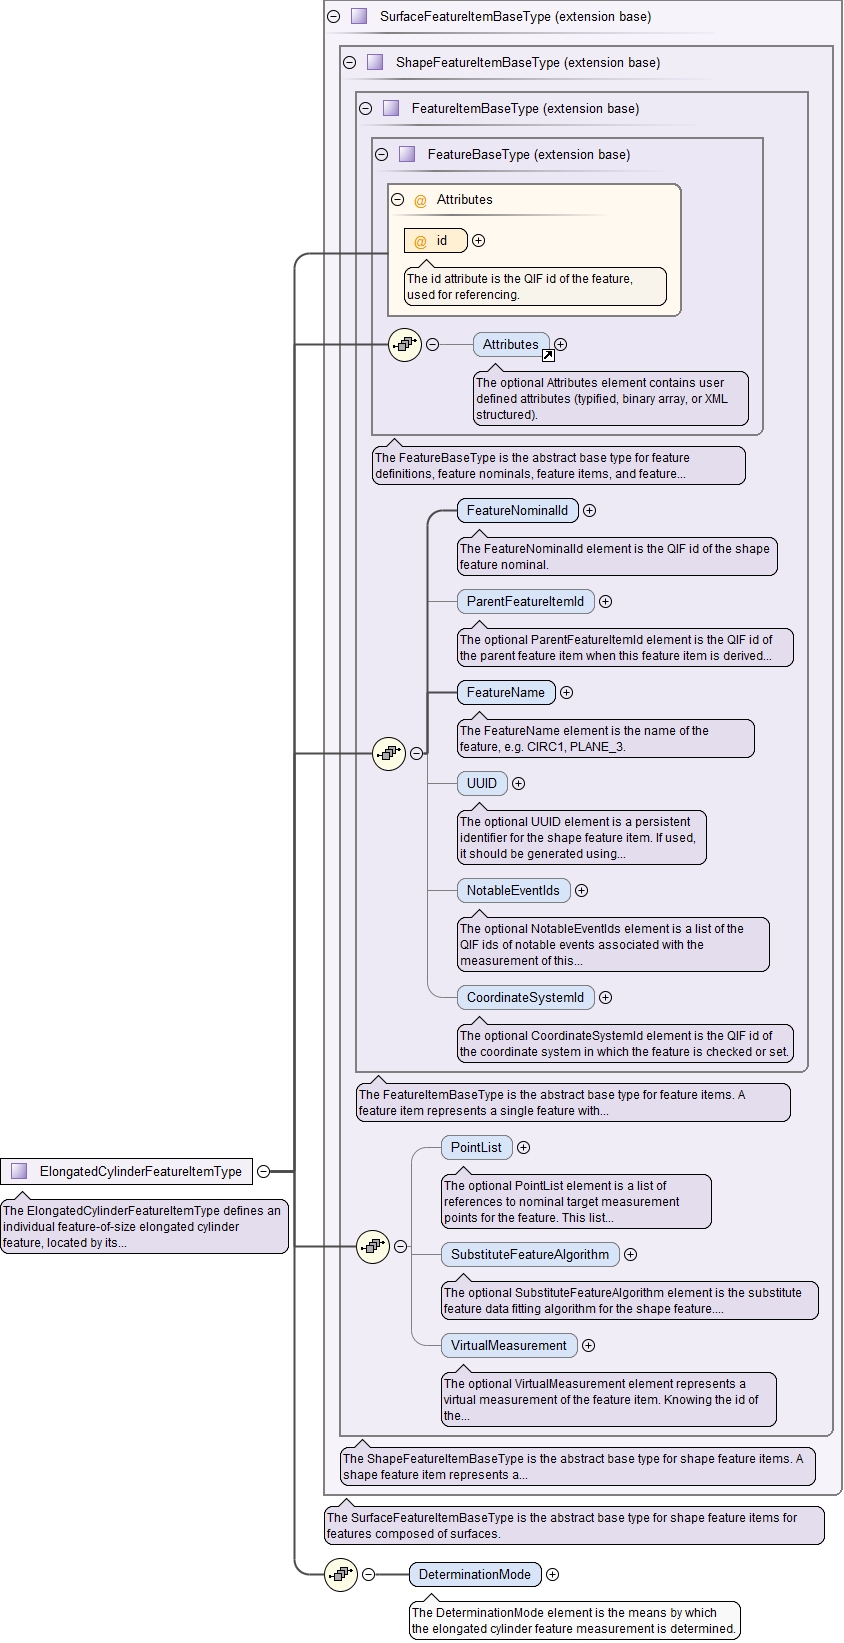 SurfaceFeatureItemBaseType (extension base)
ShapeFeatureItemBaseType (extension base)
FeatureItemBaseType (extension base)
FeatureBaseType (extension base)
@ Attributes
@ id
The id attribute is the QIF id of the feature,
used for referencing.
Attributes
The optional Attributes element contains user
defined attributes (typified, binary array, or XML
structured).
The FeatureBaseType is the abstract base type for feature
definitions, feature nominals, feature items, and feature...
FeatureNominalId
The FeatureNominalId element is the QIF id of the shape
feature nominal.
ParentFeatureItemId
The optional ParentFeatureItemId element is the QIF id of
the parent feature item when this feature item is derived...
FeatureName
The FeatureName element is the name of the
feature, e.g. CIRC1, PLANE_3.
UUID
The optional UUID element is a persistent
identifier for the shape feature item. If used,
it should be generated using...
NotableEventIds
The optional NotableEventIds element is a list of the
QIF ids of notable events associated with the
measurement of this...
CoordinateSystemId
The optional CoordinateSystemId element is the QIF id of
the coordinate system in which the feature is checked or set.
The FeatureItemBaseType is the abstract base type for feature items. A
feature item represents a single feature with...
PointList
The optional PointList element is a list of
references to nominal target measurement
points for the feature. This list...
ElongatedCylinderFeatureItemType
The ElongatedCylinderFeatureItemType defines an
individual feature-of-size elongated cylinder
feature, located by its...
SubstituteFeatureAlgorithm
The optional SubstituteFeatureAlgorithm element is the substitute
feature data fitting algorithm for the shape feature....
VirtualMeasurement
The optional VirtualMeasurement element represents a
virtual measurement of the feature item. Knowing the id of
the...
The ShapeFeatureItemBaseType is the abstract base type for shape feature items. A
shape feature item represents a...
The SurfaceFeatureItemBaseType is the abstract base type for shape feature items for
features composed of surfaces.
DeterminationMode
The DeterminationMode element is the means by which
the elongated cylinder feature measurement is determined.